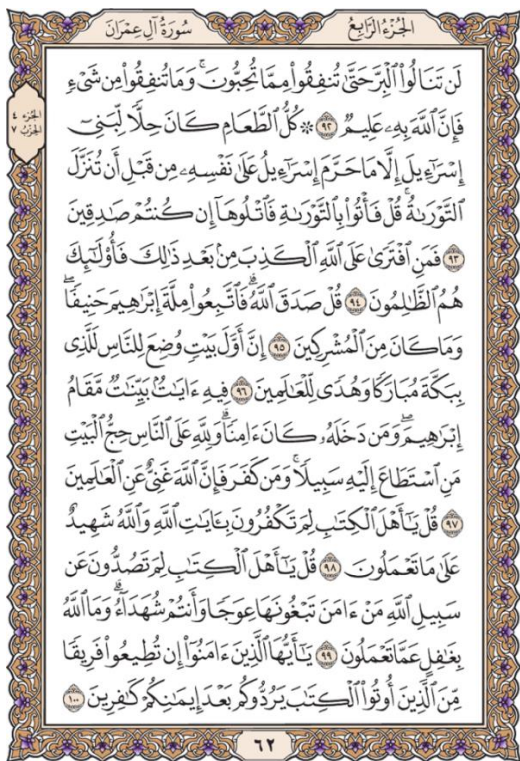 سُورَةُ آلِ عِمْرَانَ
الجُزْءُ الرَّابِعُ
الجزء ٤
الحزب ٧
لَن تَنَالُوا۟ ٱلْبِرَّ حَتَّىٰ تُنفِقُوا۟ مِمَّا تُحِبُّونَ ۚ وَمَا تُنفِقُوا۟ مِن شَىْءٍ
فَإِنَّ ٱللَّهَ بِهِۦ عَلِيمٌ ٩٢ ۞ كُلُّ ٱلطَّعَامِ كَانَ حِلًّا لِّبَنِىٓ
إِسْرَٰٓءِيلَ إِلَّا مَا حَرَّمَ إِسْرَٰٓءِيلُ عَلَىٰ نَفْسِهِۦ مِن قَبْلِ أَن تُنَزَّلَ
ٱلتَّوْرَىٰةُ ۗ قُلْ فَأْتُوا۟ بِٱلتَّوْرَىٰةِ فَٱتْلُوهَآ إِن كُنتُمْ صَٰدِقِينَ
٩٣ فَمَنِ ٱفْتَرَىٰ عَلَى ٱللَّهِ ٱلْكَذِبَ مِنۢ بَعْدِ ذَٰلِكَ فَأُو۟لَٰٓئِكَ
هُمُ ٱلظَّٰلِمُونَ ٩٤ قُلْ صَدَقَ ٱللَّهُ ۗ فَٱتَّبِعُوا۟ مِلَّةَ إِبْرَٰهِيمَ حَنِيفًا ۖ
وَمَا كَانَ مِنَ ٱلْمُشْرِكِينَ ٩٥ إِنَّ أَوَّلَ بَيْتٍ وُضِعَ لِلنَّاسِ لَلَّذِى
بِبَكَّةَ مُبَارَكًا وَهُدًى لِّلْعَٰلَمِينَ ٩٦ فِيهِ ءَايَٰتٌۢ بَيِّنَٰتٌ مَّقَامُ
إِبْرَٰهِيمَ ۖ وَمَن دَخَلَهُۥ كَانَ ءَامِنًا ۗ وَلِلَّهِ عَلَى ٱلنَّاسِ حِجُّ ٱلْبَيْتِ
مَنِ ٱسْتَطَاعَ إِلَيْهِ سَبِيلًا ۚ وَمَن كَفَرَ فَإِنَّ ٱللَّهَ غَنِىٌّ عَنِ ٱلْعَٰلَمِينَ
٩٧ قُلْ يَٰٓأَهْلَ ٱلْكِتَٰبِ لِمَ تَكْفُرُونَ بِـَٔايَٰتِ ٱللَّهِ وَٱللَّهُ شَهِيدٌ
عَلَىٰ مَا تَعْمَلُونَ ٩٨ قُلْ يَٰٓأَهْلَ ٱلْكِتَٰبِ لِمَ تَصُدُّونَ عَن
سَبِيلِ ٱللَّهِ مَنْ ءَامَنَ تَبْغُونَهَا عِوَجًا وَأَنتُمْ شُهَدَآءُ ۗ وَمَا ٱللَّهُ
بِغَٰفِلٍ عَمَّا تَعْمَلُونَ ٩٩ يَٰٓأَيُّهَا ٱلَّذِينَ ءَامَنُوٓا۟ إِن تُطِيعُوا۟ فَرِيقًا
مِّنَ ٱلَّذِينَ أُوتُوا۟ ٱلْكِتَٰبَ يَرُدُّوكُم بَعْدَ إِيمَٰنِكُمْ كَٰفِرِينَ ١٠٠
٦٢